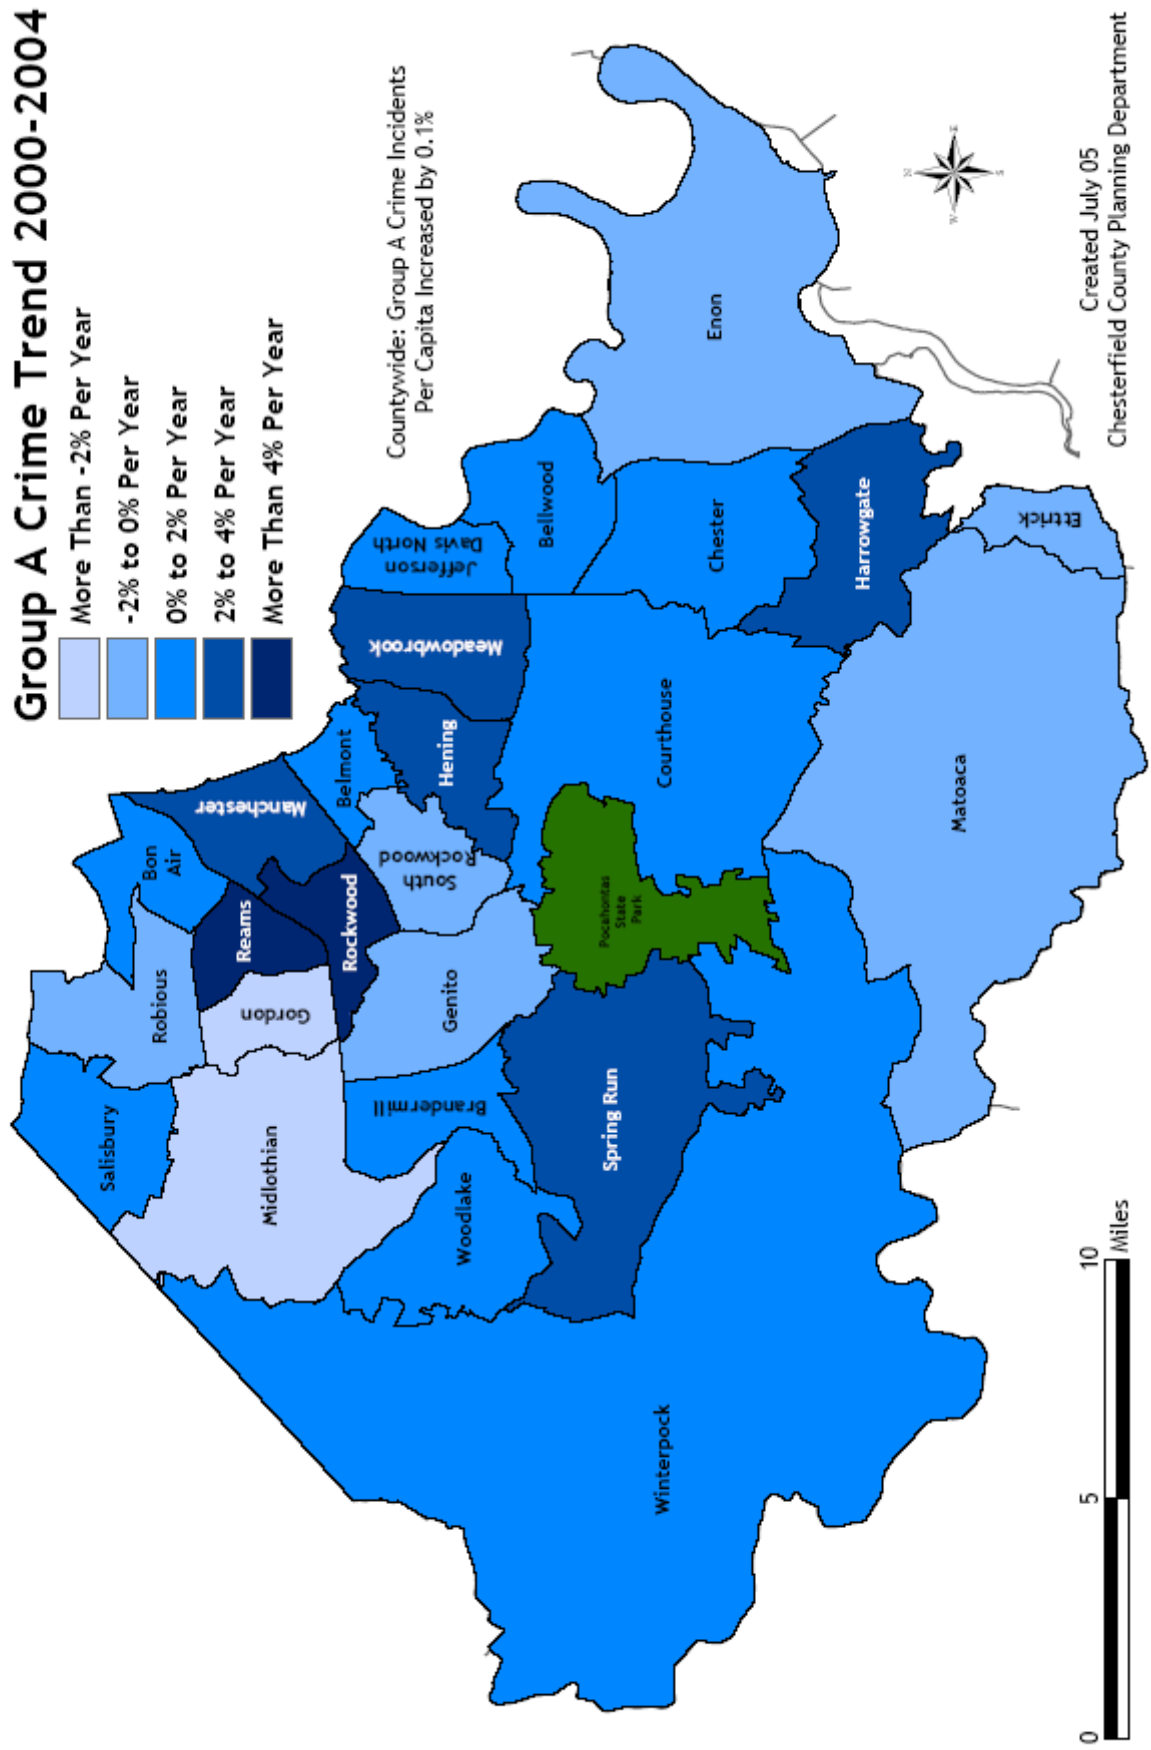 Group A Crime Trend 2000-2004
More Than -2% Per Year
-2% to 0% Per Year
0% to 2% Per Year
2% to 4% Per Year
More Than 4% Per Year
Countywide: Group A Crime Incidents
Per Capita Increased by 0.1%
Salisbury
Robious
Bon
Air
Manchester
Reams
Gordon
Midlothian
Rockwood
Belmont
Brandermill
Genito
South
Rockwood
Hening
Meadowbrook
Jefferson
Davis North
Woodlake
Bellwood
Spring Run
Pocahontas
State
Park
Courthouse
Chester
Enon
Winterpock
Harrowgate
Matoaca
Ettrick
N
W
E
S
0
5
10
Miles
Created July 05
Chesterfield County Planning Department